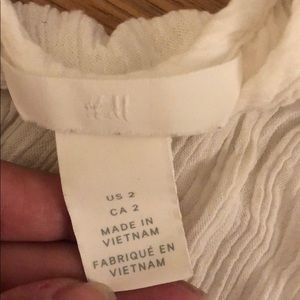 H&M
US 2
CA 2
MADE IN
VIETNAM
FABRIQUÉ EN
VIETNAM